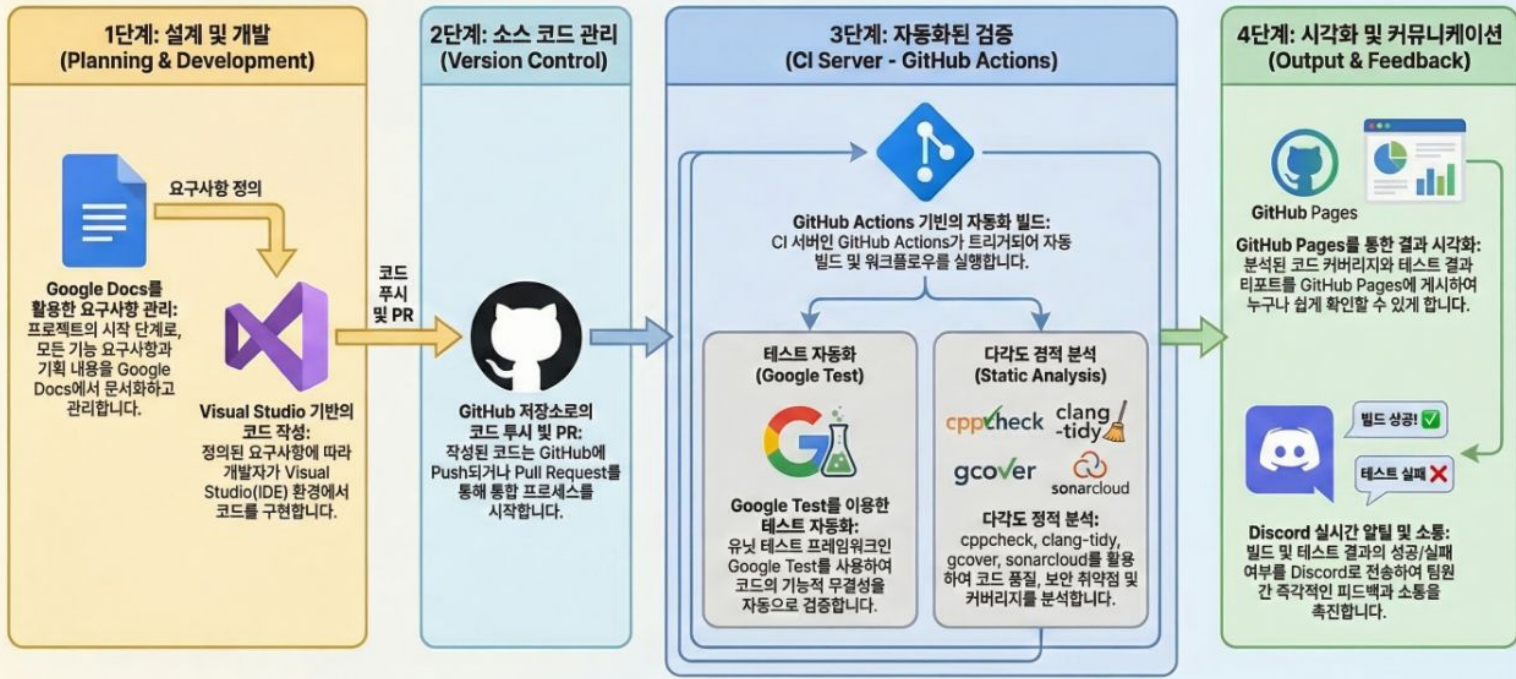 1단계: 설계 및 개발
(Planning & Development)
요구사항 정의
Google Docs를
활용한 요구사항 관리:
프로젝트의 시작 단계로,
모든 기능 요구사항과
기획 내용을 Google
Docs에서 문서화하고
관리합니다.
Visual Studio 기반의
코드 작성:
정의된 요구사항에 따라
개발자가 Visual
Studio(IDE) 환경에서
코드를 구현합니다.
코드
푸시
및 PR
2단계: 소스 코드 관리
(Version Control)
GitHub 저장소로의
코드 투시 빛 PR:
작성된 코드는 GitHub에
Push되거나 Pull Request를
통해 통합 프로세스를
시작합니다.
3단계: 자동화된 검증
(CI Server - GitHub Actions)
GitHub Actions 기빈의 자동화 빌드:
CI 서버인 GitHub Actions가 트리거되어 자동
빌드 및 워크플로우를 실행합니다.
테스트 자동화
(Google Test)
Google Test를 이용한
테스트 자동화:
유닛 테스트 프레임워크인
Google Test를 사용하여
코드의 기능적 무결성을
자동으로 검증합니다.
다각도 겸적 분석
(Static Analysis)
cppcheck
clang
-tidy
gcover
sonarcloud
다각도 정적 분석:
cppcheck, clang-tidy,
gcover, sonarcloud를 활용
하여 코드 품질, 보안 취약점 및
커버리지를 분석합니다.
4단계: 시각화 및 커뮤니케이션
(Output & Feedback)
GitHub Pages
GitHub Pages를 통한 결과 시각화:
분석된 코드 커버리지와 테스트 결과
리포트를 GitHub Pages에 게시하여
누구나 쉽게 확인할 수 있게 합니다.
빌드 상공!
테스트 실패
Discord 실시간 알틸 및 소통:
빌드 및 테스트 결과의 성공/실패
여부를 Discord로 전송하여 팀원
간 즉각적인 피드백과 소통을
촉진합니다.